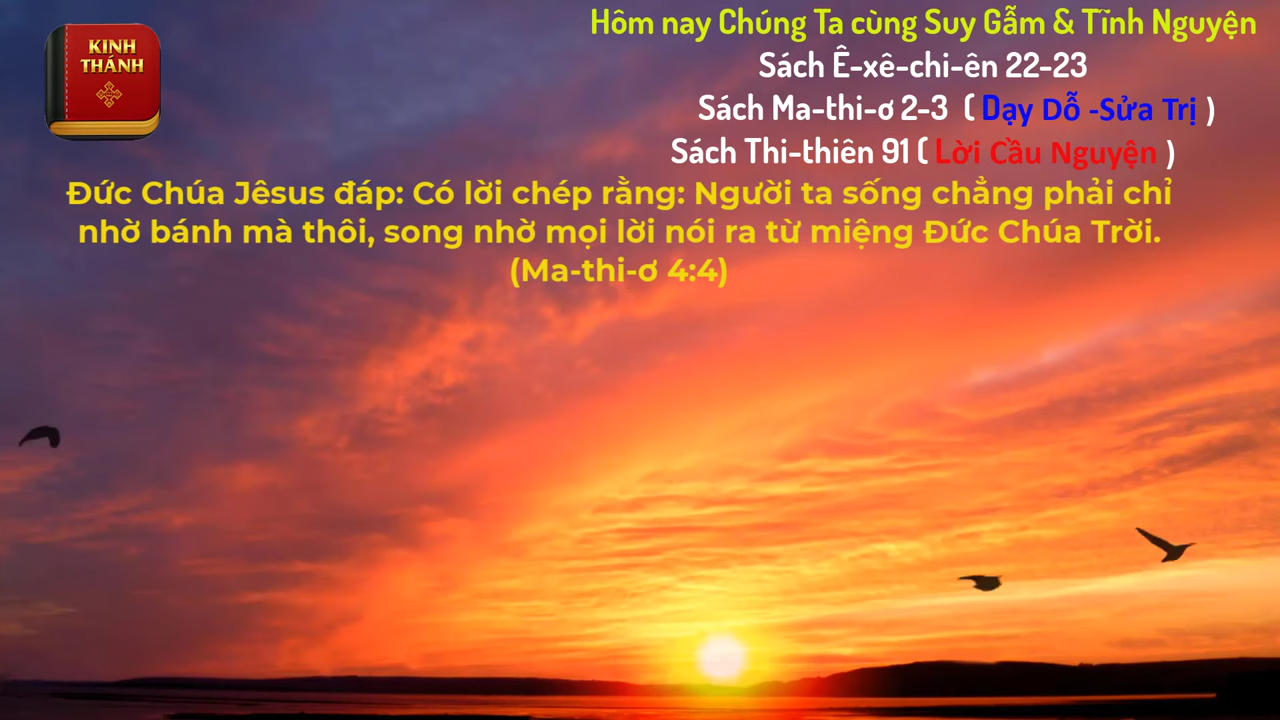 KINH
THÁNH
Hôm nay Chúng Ta cùng Suy Gẫm & Tĩnh Nguyện
Sách Ê-xê-chi-ên 22-23
Sách Ma-thi-ơ 2-3 ( Dạy Dỗ -Sửa Trị )
Sách Thi-thiên 91 ( Lời Cầu Nguyện )
Đức Chúa Jêsus đáp: Có lời chép rằng: Người ta sống chẳng phải chỉ
nhờ bánh mà thôi, song nhờ mọi lời nói ra từ miệng Đức Chúa Trời.
(Ma-thi-ơ 4:4)